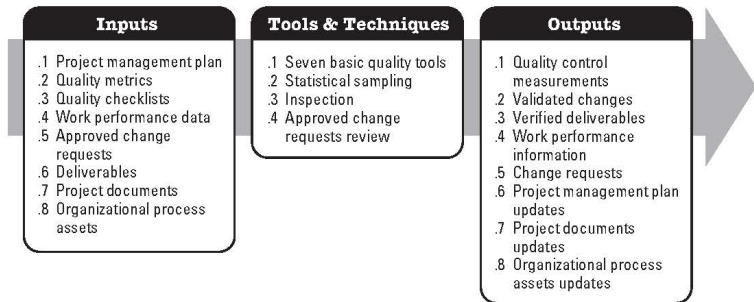 Inputs
.1 Project management plan
.2 Quality metrics
.3 Quality checklists
.4 Work performance data
.5 Approved change
requests
.6 Deliverables
.7 Project documents
.8 Organizational process
assets
Tools & Techniques
.1 Seven basic quality tools
.2 Statistical sampling
.3 Inspection
.4 Approved change
requests review
Outputs
.1 Quality control
measurements
.2 Validated changes
.3 Verified deliverables
.4 Work performance
information
.5 Change requests
.6 Project management plan
updates
.7 Project documents
updates
.8 Organizational process
assets updates